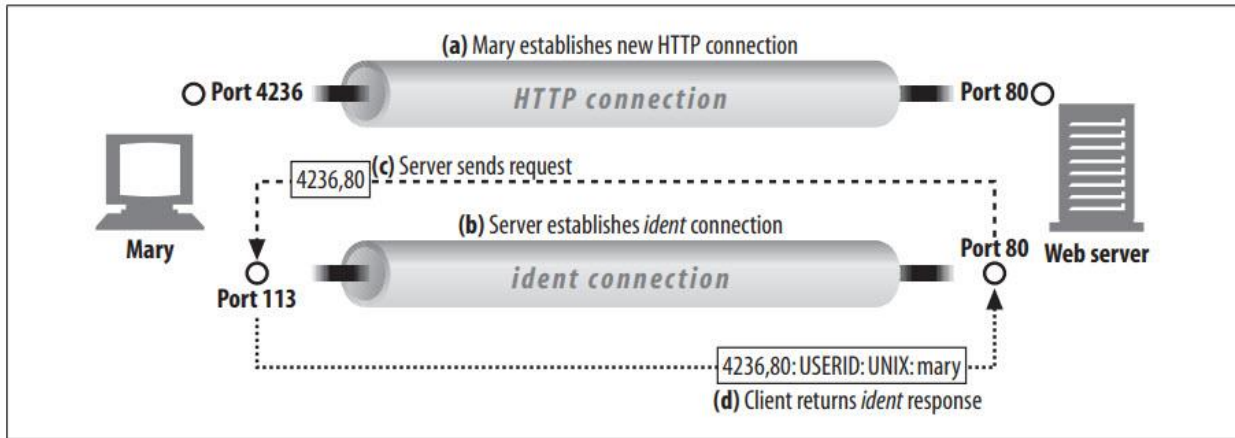 (a) Mary establishes new HTTP connection
Port 4236
HTTP connection
Port 80
4236,80
(c) Server sends request
(b) Server establishes ident connection
Mary
Port 80
Web server
Port 113
ident connection
4236,80: USERID: UNIX: mary
(d) Client returns ident response